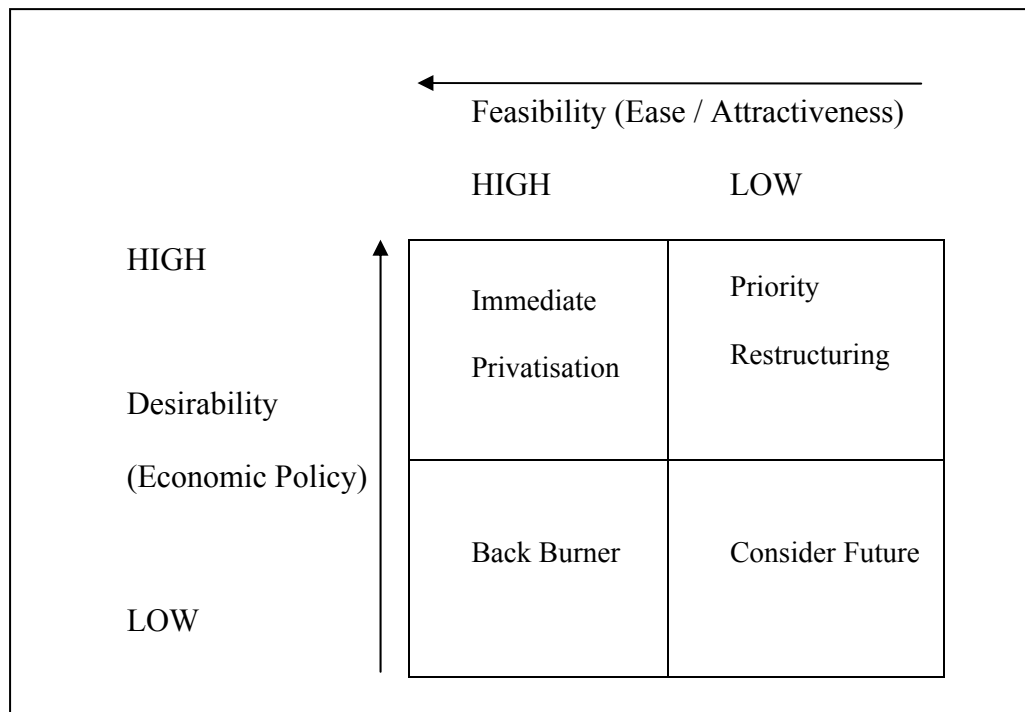 Feasibility (Ease / Attractiveness)
HIGH
LOW
HIGH
Desirability
(Economic Policy)
LOW
Immediate
Privatisation
Priority
Restructuring
Back Burner
Consider Future